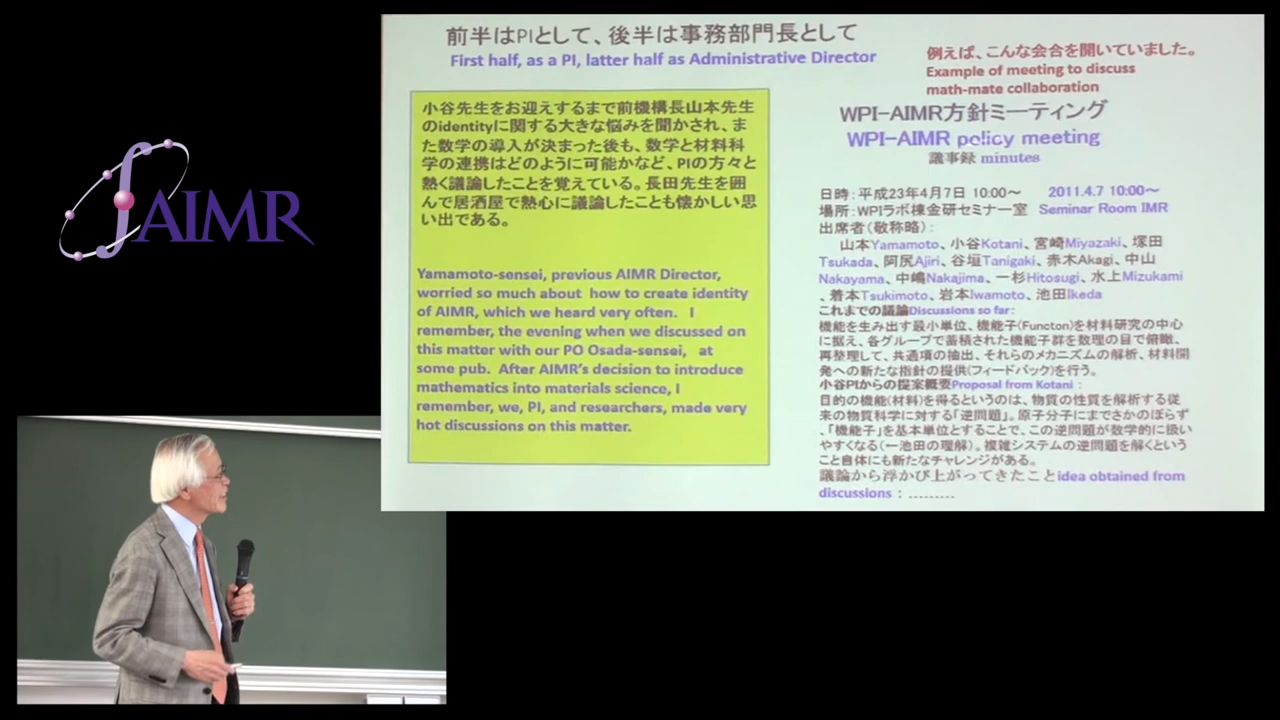 AIMR
前半はPIとして、後半は事務部門長として
First half, as a PI, latter half as Administrative Director
小谷先生をお迎えするまで前機構長山本先生
のidentityに関する大きな悩みを聞かされ、ま
た数学の導入が決まった後も、数学と材料科
学の連携はどのように可能かなど、PIの方々と
熱く議論したことを覚えている。長田先生を囲
んで居酒屋で熱心に議論したことも懐かしい思
い出である。
Yamamoto-sensei, previous AIMR Director,
worried so much about how to create identity
of AIMR, which we heard very often. I
remember, the evening when we discussed on
this matter with our PO Osada-sensei, at
some pub. After AIMR's decision to introduce
mathematics into materials science, I
remember, we, PI, and researchers, made very
hot discussions on this matter.
例えば、こんな会合を開いていました。
Example of meeting to discuss
math-mate collaboration
WPI-AIMR方針ミーティング
WPI-AIMR policy meeting
議事録 minutes
日時：平成23年4月7日 10:00～ 2011.4.7 10:00～
場所：WPIラボ棟金研セミナー室 Seminar Room IMR
出席者（敬称略）：
山本Yamamoto、小谷Kotani、宮崎Miyazaki、塚田
Tsukada、阿尻Ajiri、谷垣Tanigaki、赤木Akagi、中山
Nakayama、中嶋Nakajima、一杉Hitosugi、水上Mizukami
、着本Tsukimoto、岩本Iwamoto、池田Ikeda
これまでの議論Discussions so far：
機能を生み出す最小単位、機能子(Functon)を材料研究の中心
に据え、各グループで蓄積された機能子群を数理の目で俯瞰、
再整理して、共通項の抽出、それらのメカニズムの解析、材料開
発への新たな指針の提供(フィードバック)を行う。
小谷PIからの提案概要Proposal from Kotani：
目的の機能(材料)を得るというのは、物質の性質を解析する従
来の物質科学に対する「逆問題」。原子分子にまでさかのぼらず
、「機能子」を基本単位とすることで、この逆問題が数学的に扱い
やすくなる(ー池田の理解)。複雑システムの逆問題を解くという
こと自体にも新たなチャレンジがある。
議論から浮かび上がってきたことidea obtained from
discussions：………